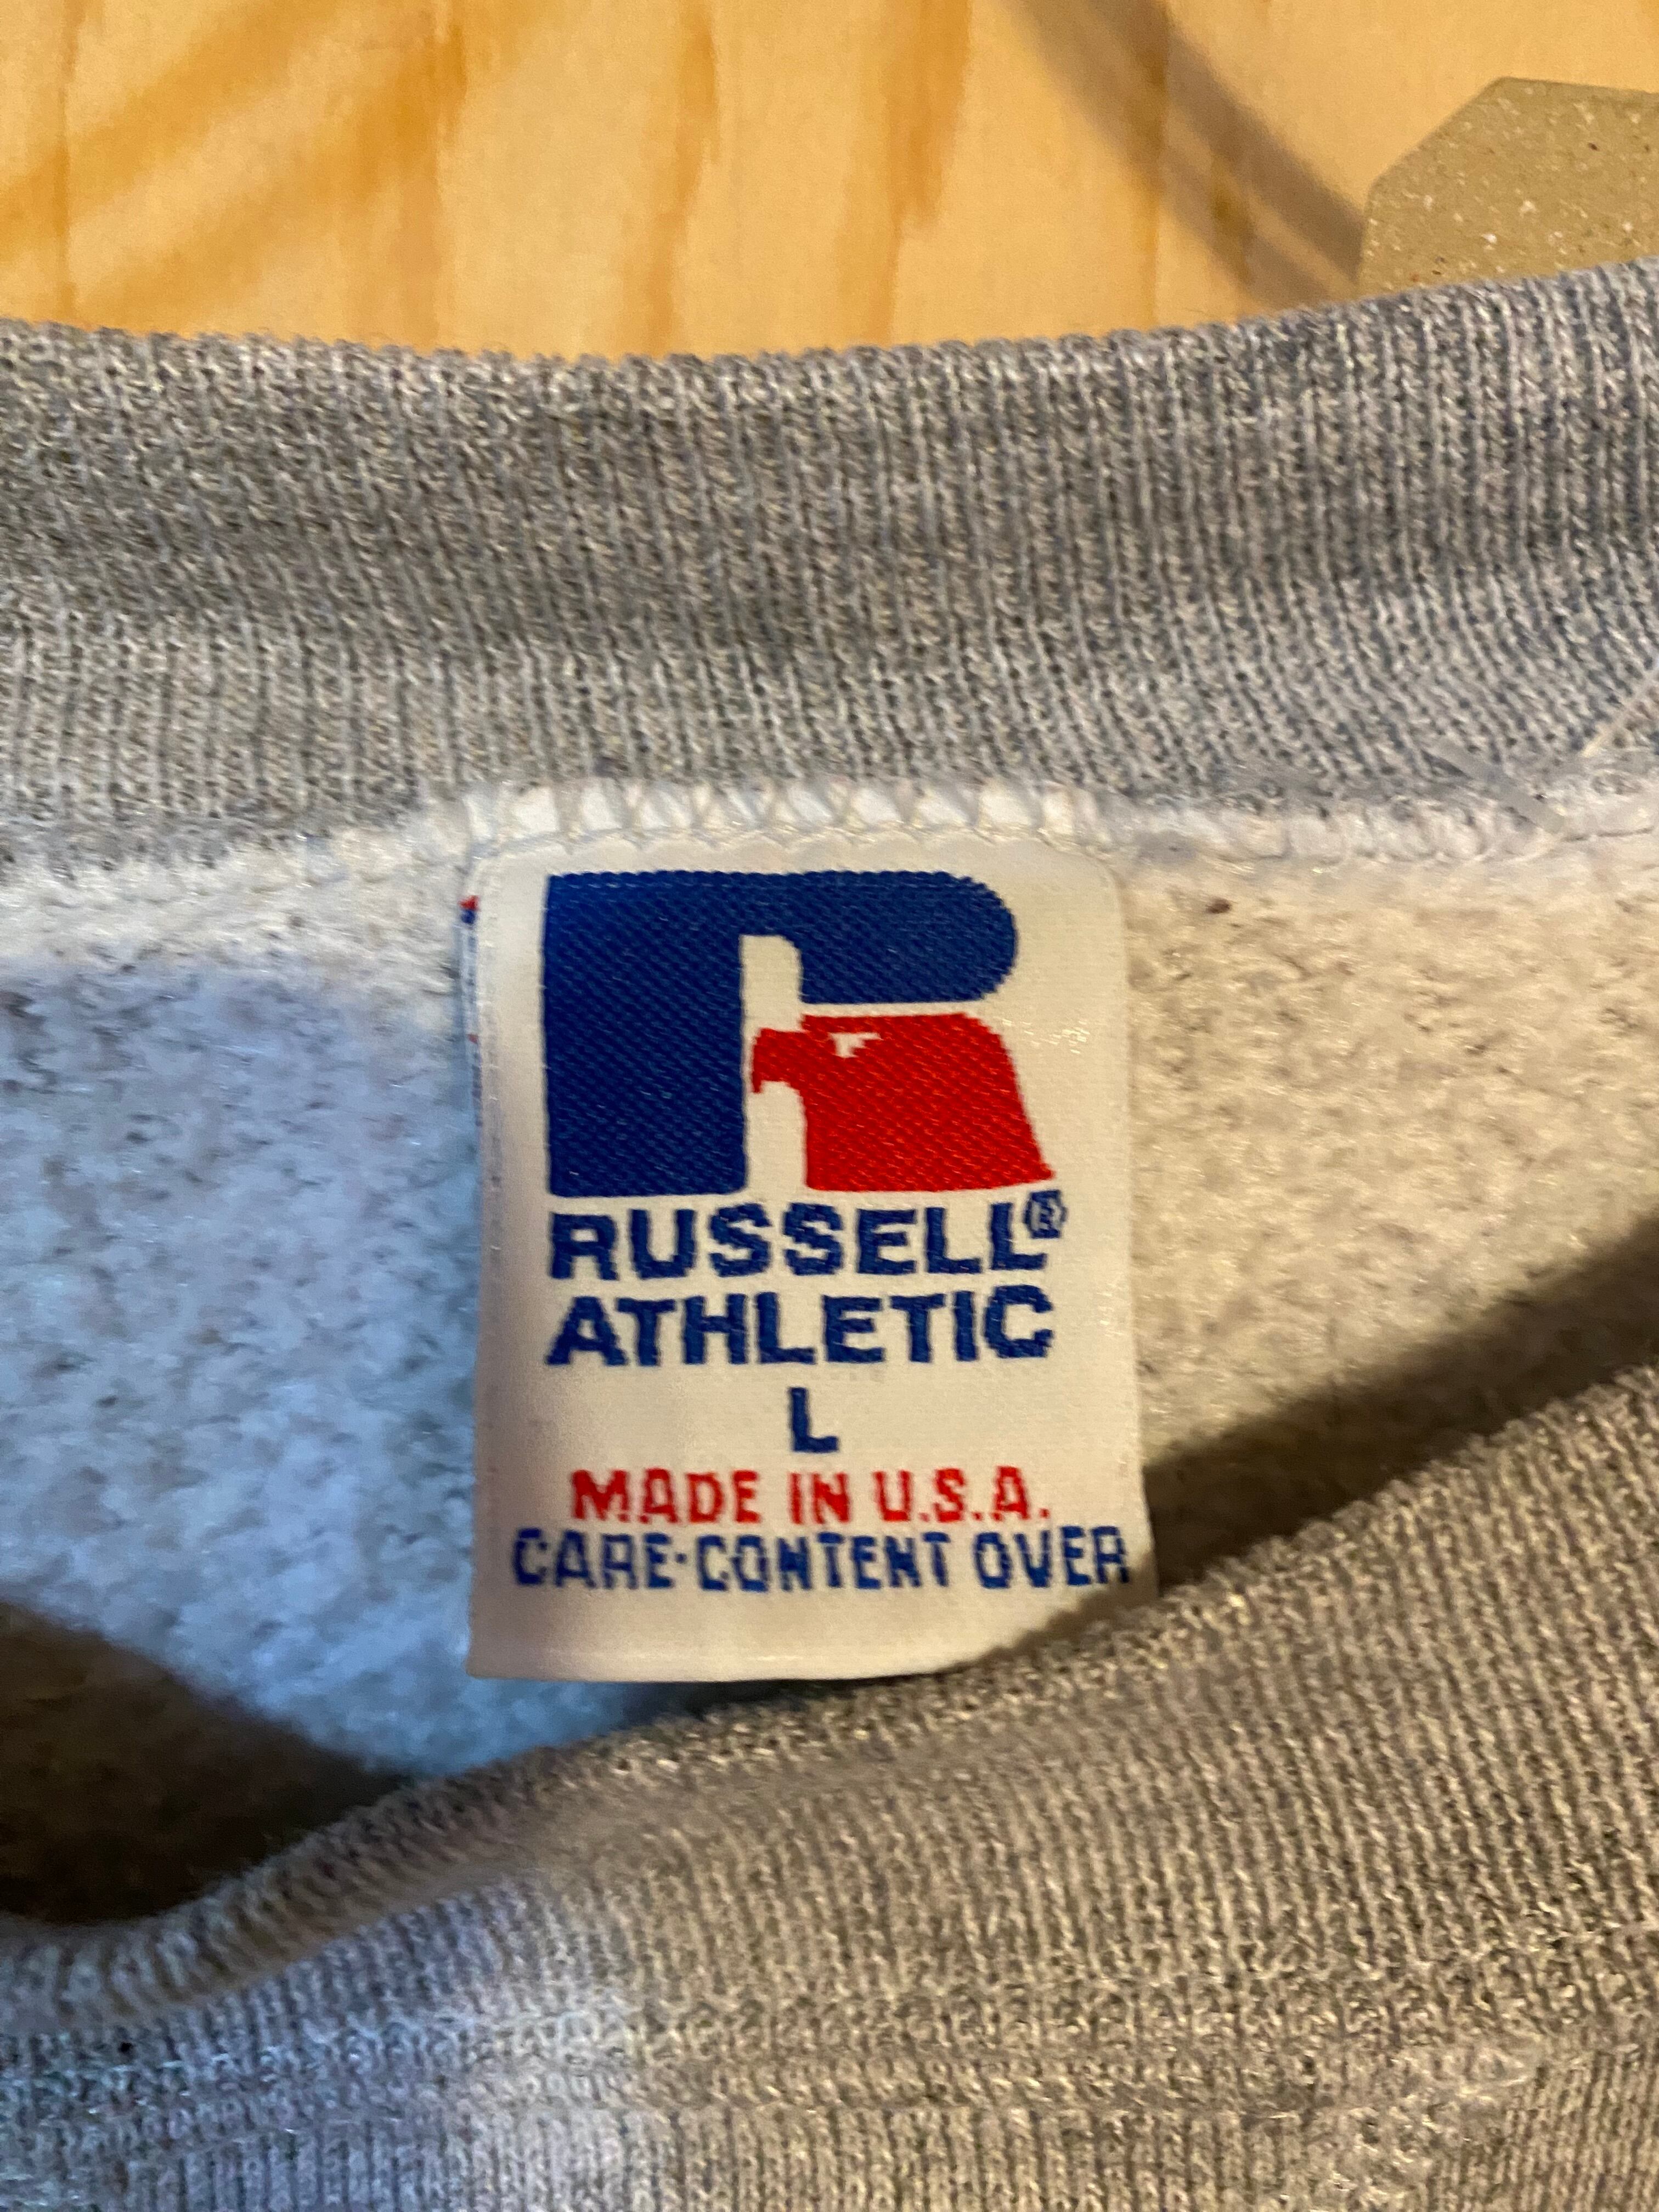 RUSSELL®
ATHLETIC
L
MADE IN U.S.A.
CARE·CONTENT OVER